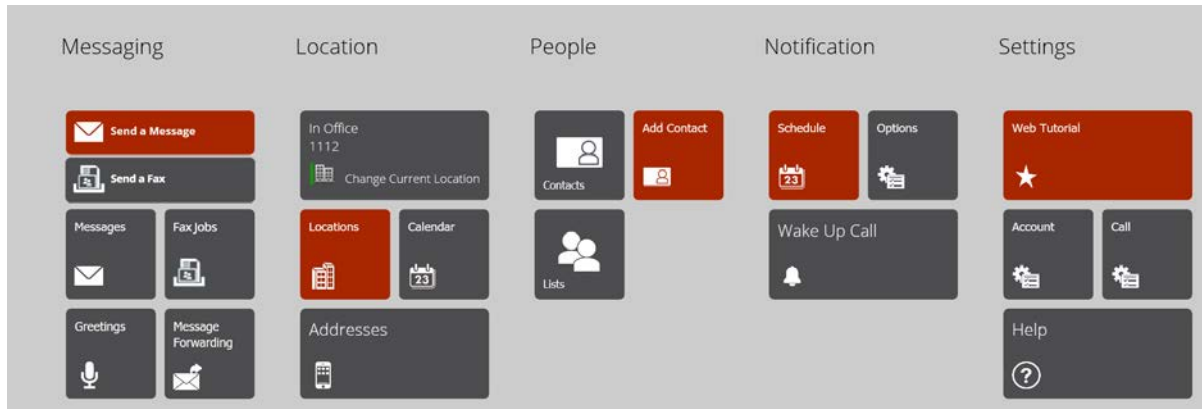 Messaging
Location
People
Notification
Settings
Send a Message
Send a Fax
Messages
Fax Jobs
Greetings
Message
Forwarding
In Office
1112
Change Current Location
Locations
Calendar
23
Addresses
Contacts
Add Contact
Lists
Schedule
23
Options
Wake Up Call
Web Tutorial
Account
Call
Help
?